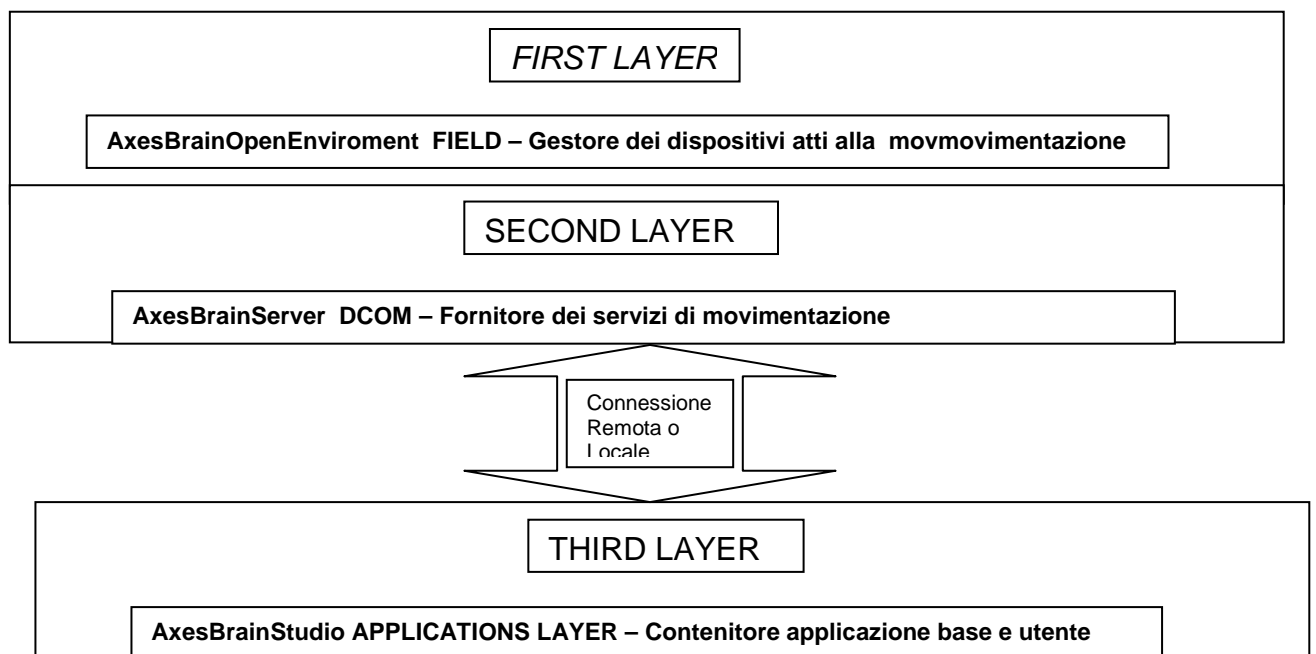 FIRST LAYER
AxesBrainOpenEnviroment FIELD – Gestore dei dispositivi atti alla movmovimentazione
SECOND LAYER
AxesBrainServer DCOM – Fornitore dei servizi di movimentazione
Connessione
Remota o
Locale
THIRD LAYER
AxesBrainStudio APPLICATIONS LAYER – Contenitore applicazione base e utente